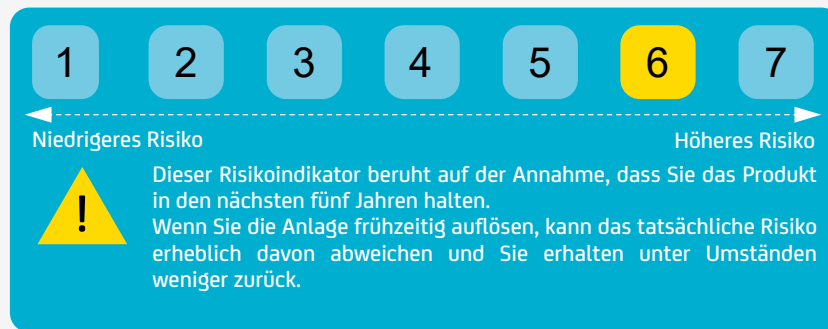 1 2 3 4 5 6 7
Niedrigeres Risiko Höheres Risiko
!
Dieser Risikoindikator beruht auf der Annahme, dass Sie das Produkt
in den nächsten fünf Jahren halten.
Wenn Sie die Anlage frühzeitig auflösen, kann das tatsächliche Risiko
erheblich davon abweichen und Sie erhalten unter Umständen
weniger zurück.